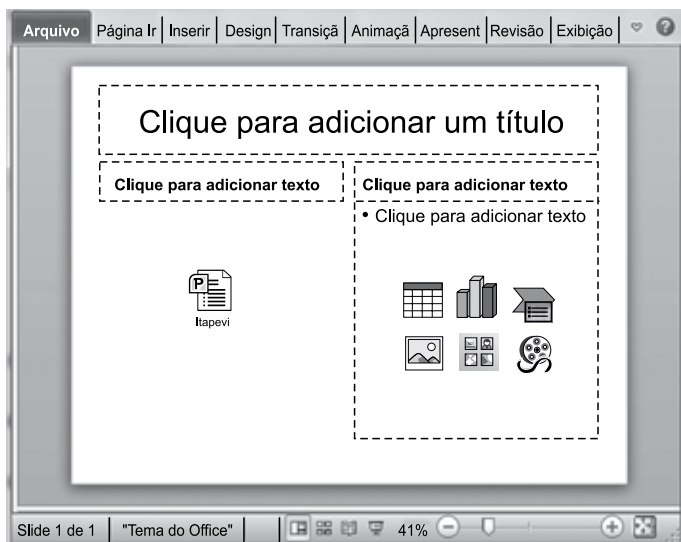 Arquivo Página Ir Inserir Design Transiçã Animaçã Apresent Revisão Exibição
Clique para adicionar um título
Clique para adicionar texto
Clique para adicionar texto
• Clique para adicionar texto
P
Itapevi
Slide 1 de 1 "Tema do Office" 41%